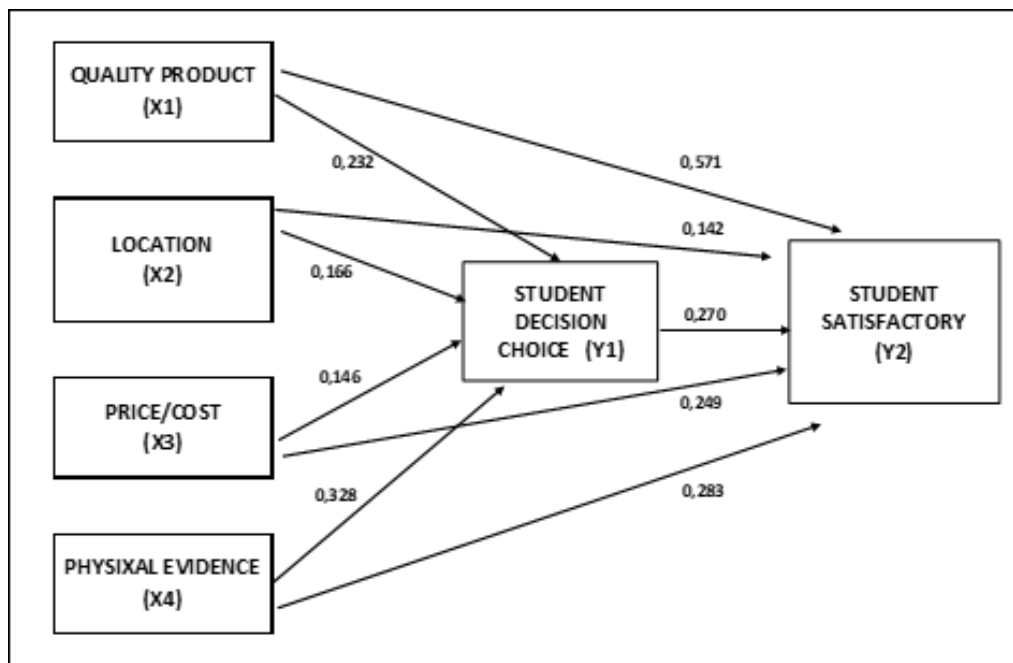 QUALITY PRODUCT
(X1)
0,232
0,571
LOCATION
(X2)
0,142
0,166
STUDENT
DECISION
CHOICE (Y1)
0,270
STUDENT
SATISFACTORY
(Y2)
PRICE/COST
(X3)
0,146
0,249
PHYSIXAL EVIDENCE
(X4)
0,328
0,283